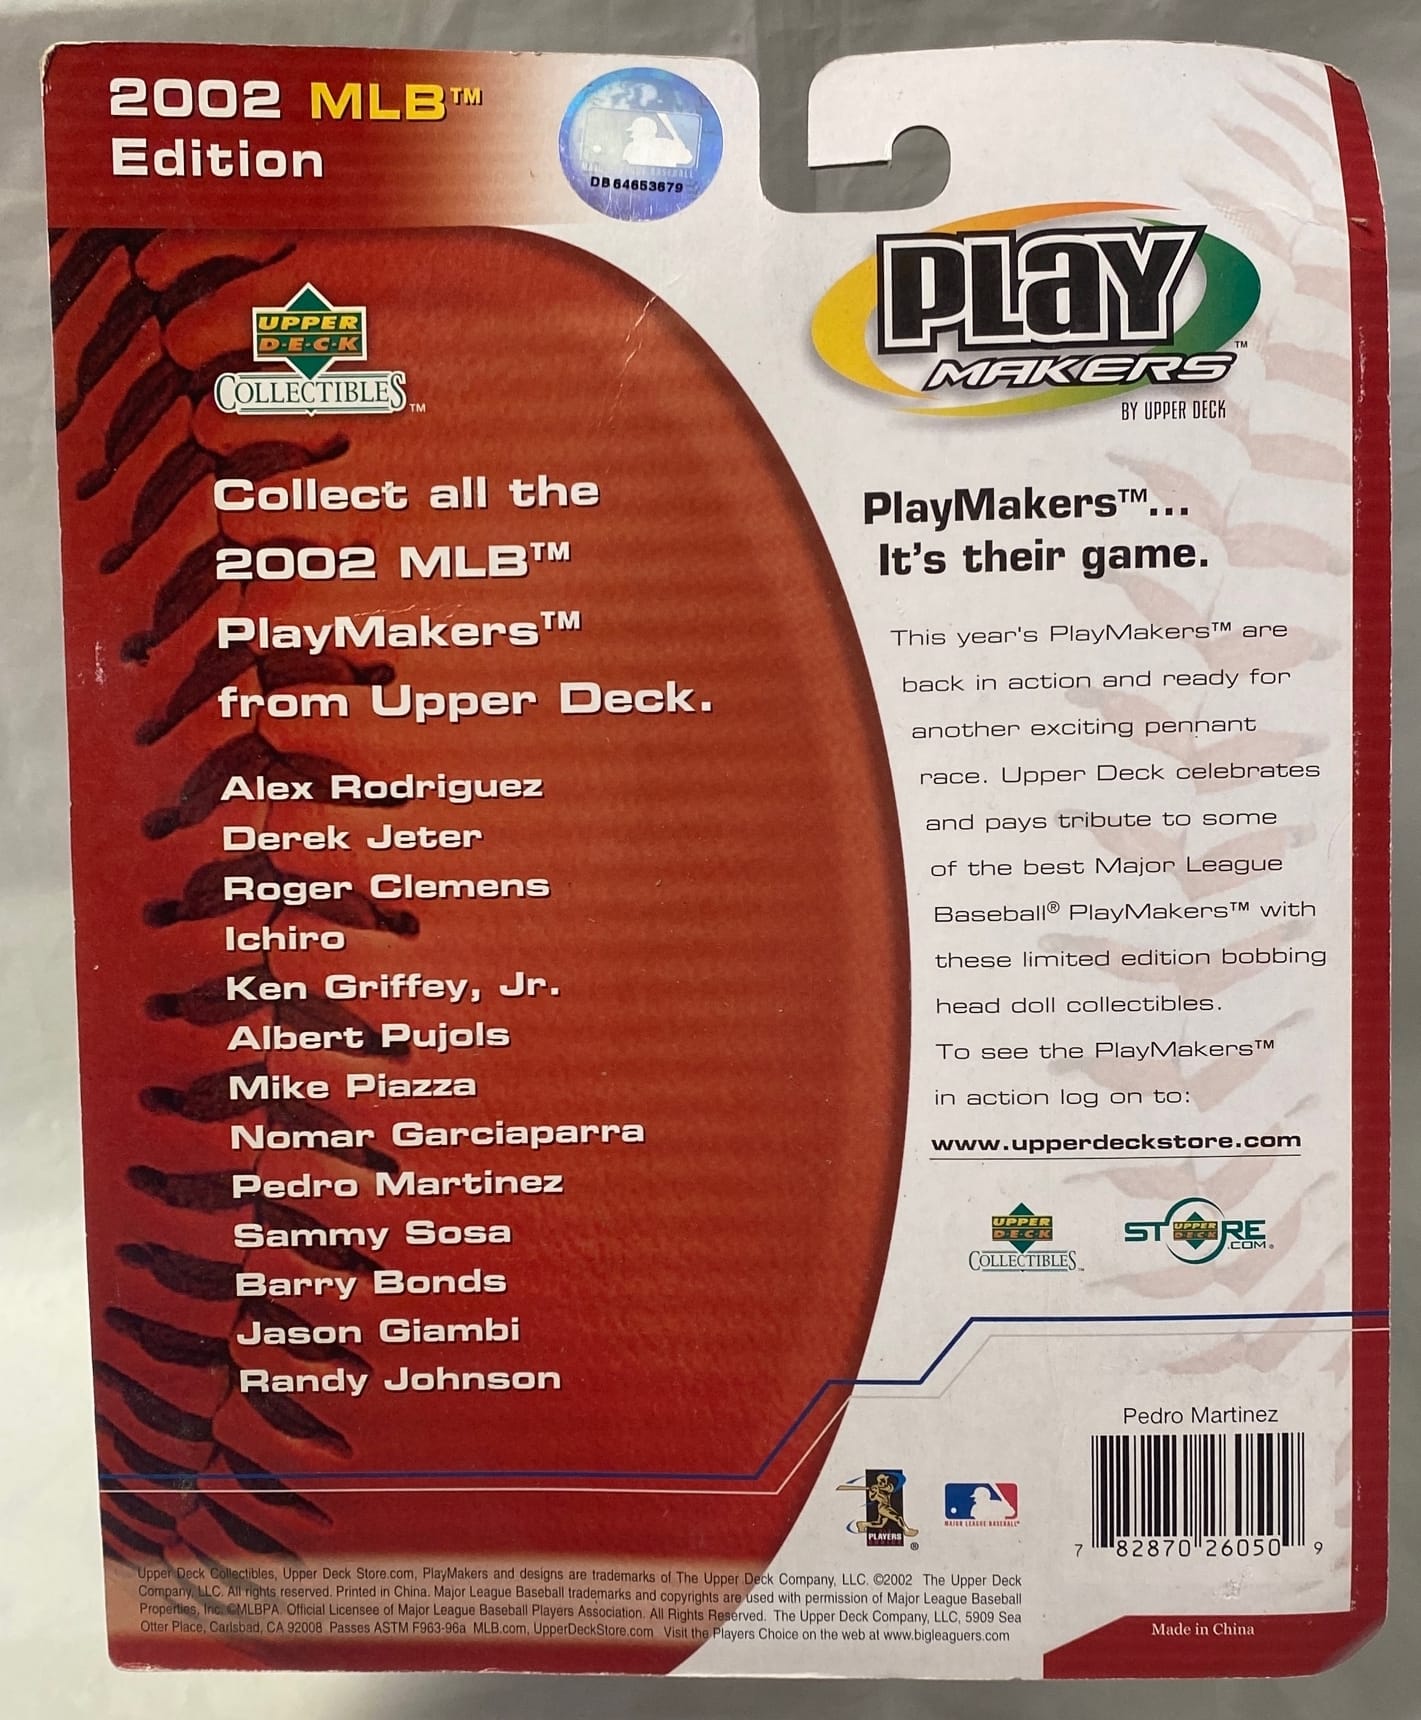 2002 MLB™
Edition
DB64653679
UPPER
D·E·C·K
COLLECTIBLES™
Collect all the
2002 MLB™
PlayMakers™
from Upper Deck.
Alex Rodriguez
Derek Jeter
Roger Clemens
Ichiro
Ken Griffey, Jr.
Albert Pujols
Mike Piazza
Nomar Garciaparra
Pedro Martinez
Sammy Sosa
Barry Bonds
Jason Giambi
Randy Johnson
PLaY
MAKERS™
BY UPPER DECK
PlayMakers™...
It's their game.
This year's PlayMakers™ are
back in action and ready for
another exciting pennant
race. Upper Deck celebrates
and pays tribute to some
of the best Major League
Baseball® PlayMakers™ with
these limited edition bobbing
head doll collectibles.
To see the PlayMakers™
in action log on to:
www.upperdeckstore.com
UPPER
D·E·C·K
COLLECTIBLES™
ST UPPER DECK RE
.COM®
PLAYERS
®
MAJOR LEAGUE BASEBALL®
Pedro Martinez
7 82870 26050 9
Upper Deck Collectibles, Upper Deck Store.com, PlayMakers and designs are trademarks of The Upper Deck Company, LLC. ©2002 The Upper Deck
Company, LLC. All rights reserved. Printed in China. Major League Baseball trademarks and copyrights are used with permission of Major League Baseball
Properties, Inc. ©MLBPA. Official Licensee of Major League Baseball Players Association. All Rights Reserved. The Upper Deck Company, LLC, 5909 Sea
Otter Place, Carlsbad, CA 92008 Passes ASTM F963-96a MLB.com, UpperDeckStore.com Visit the Players Choice on the web at www.bigleaguers.com
Made in China